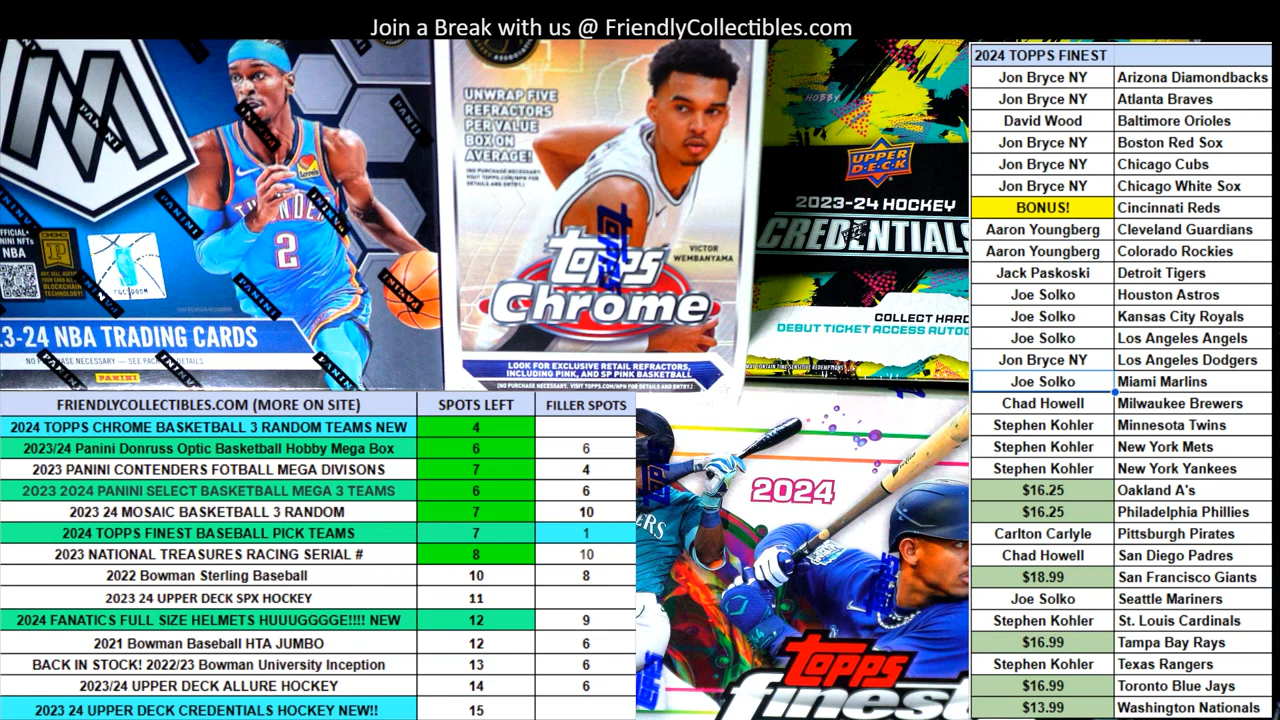 Join a Break with us @ FriendlyCollectibles.com
PANINI
M
THUNDER
2
OFFICIAL
NINI NFTs
NBA
3-24 NBA TRADING CARDS
PANINI
UNWRAP FIVE
REFRACTORS
PER VALUE
BOX ON
AVERAGE!
topps
Chrome
VICTOR
WEMBANYAMA
LOOK FOR EXCLUSIVE RETAIL REFRACTORS,
INCLUDING PINK, AND SP PINK BASKETBALL
HOBBY
UPPER
DECK
2023-24 HOCKEY
CREDENTIALS
COLLECT HARD
DEBUT TICKET ACCESS AUTO
FRIENDLYCOLLECTIBLES.COM (MORE ON SITE) SPOTS LEFT FILLER SPOTS
2024 TOPPS CHROME BASKETBALL 3 RANDOM TEAMS NEW 4
2023/24 Panini Donruss Optic Basketball Hobby Mega Box 6 6
2023 PANINI CONTENDERS FOTBALL MEGA DIVISONS 7 4
2023 2024 PANINI SELECT BASKETBALL MEGA 3 TEAMS 6 6
2023 24 MOSAIC BASKETBALL 3 RANDOM 7 10
2024 TOPPS FINEST BASEBALL PICK TEAMS 7 1
2023 NATIONAL TREASURES RACING SERIAL # 8 10
2022 Bowman Sterling Baseball 10 8
2023 24 UPPER DECK SPX HOCKEY 11
2024 FANATICS FULL SIZE HELMETS HUUUGGGGE!!!! NEW 12 9
2021 Bowman Baseball HTA JUMBO 12 6
BACK IN STOCK! 2022/23 Bowman University Inception 13 6
2023/24 UPPER DECK ALLURE HOCKEY 14 6
2023 24 UPPER DECK CREDENTIALS HOCKEY NEW!! 15
2024
topps
finest
2024 TOPPS FINEST
Jon Bryce NY Arizona Diamondbacks
Jon Bryce NY Atlanta Braves
David Wood Baltimore Orioles
Jon Bryce NY Boston Red Sox
Jon Bryce NY Chicago Cubs
Jon Bryce NY Chicago White Sox
BONUS! Cincinnati Reds
Aaron Youngberg Cleveland Guardians
Aaron Youngberg Colorado Rockies
Jack Paskoski Detroit Tigers
Joe Solko Houston Astros
Joe Solko Kansas City Royals
Joe Solko Los Angeles Angels
Jon Bryce NY Los Angeles Dodgers
Joe Solko Miami Marlins
Chad Howell Milwaukee Brewers
Stephen Kohler Minnesota Twins
Stephen Kohler New York Mets
Stephen Kohler New York Yankees
$16.25 Oakland A's
$16.25 Philadelphia Phillies
Carlton Carlyle Pittsburgh Pirates
Chad Howell San Diego Padres
$18.99 San Francisco Giants
Joe Solko Seattle Mariners
Stephen Kohler St. Louis Cardinals
$16.99 Tampa Bay Rays
Stephen Kohler Texas Rangers
$16.99 Toronto Blue Jays
$13.99 Washington Nationals